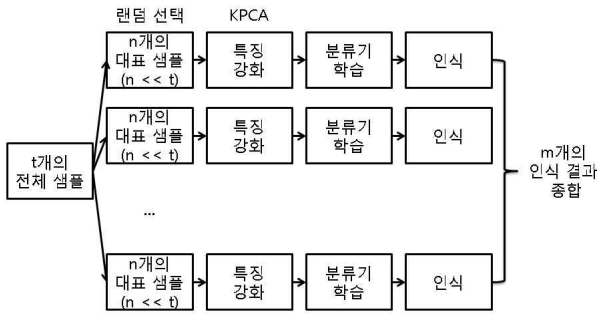 랜덤 선택
KPCA
n개의
대표 샘플
(n << t)
특징
강화
분류기
학습
인식
n개의
대표 샘플
(n << t)
특징
강화
분류기
학습
인식
t개의
전체 샘플
m개의
인식 결과
종합
...
n개의
대표 샘플
(n << t)
특징
강화
분류기
학습
인식